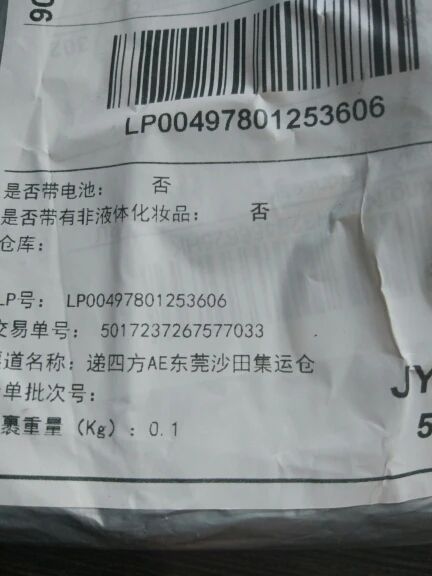 90
LP00497801253606
是否带电池： 否
是否带有非液体化妆品： 否
仓库：
LP号： LP00497801253606
交易单号： 5017237267577033
渠道名称：递四方AE东莞沙田集运仓
单批次号：
JY
裹重量（Kg）：0.1
5